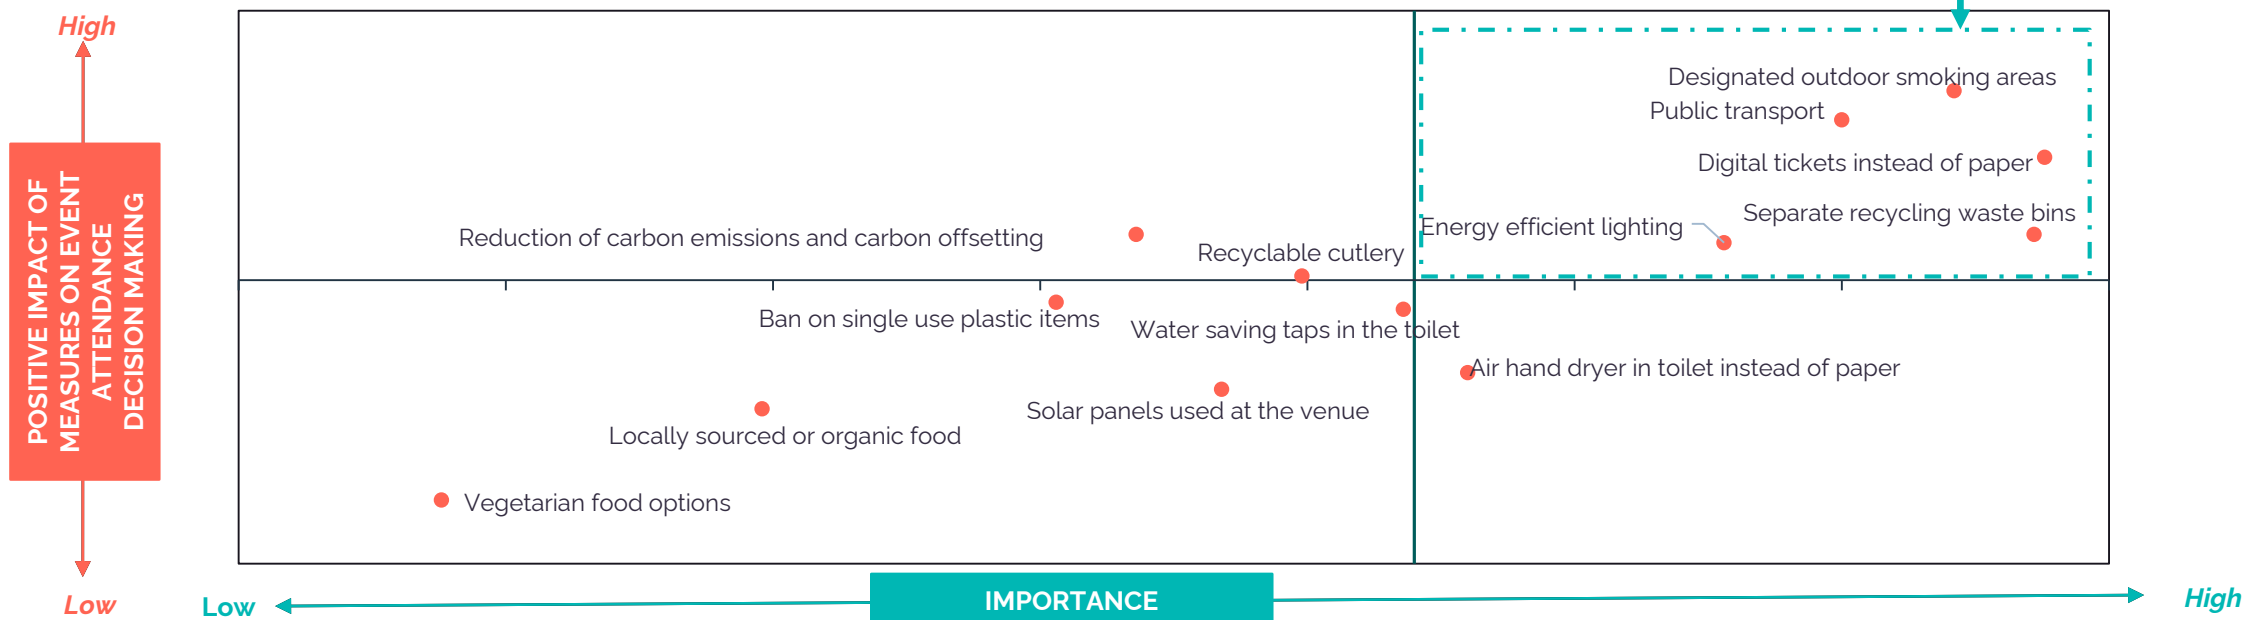 High
POSITIVE IMPACT OF
MEASURES ON EVENT
ATTENDANCE
DECISION MAKING
Low
Designated outdoor smoking areas
Public transport
Digital tickets instead of paper
Separate recycling waste bins
Energy efficient lighting
Reduction of carbon emissions and carbon offsetting
Recyclable cutlery
Ban on single use plastic items
Water saving taps in the toilet
Air hand dryer in toilet instead of paper
Solar panels used at the venue
Locally sourced or organic food
Vegetarian food options
Low
IMPORTANCE
High